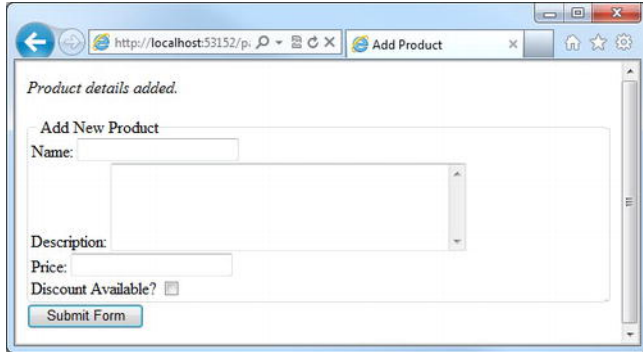 http://localhost:53152/p
Add Product
Product details added.
Add New Product
Name:
Description:
Price:
Discount Available?
Submit Form